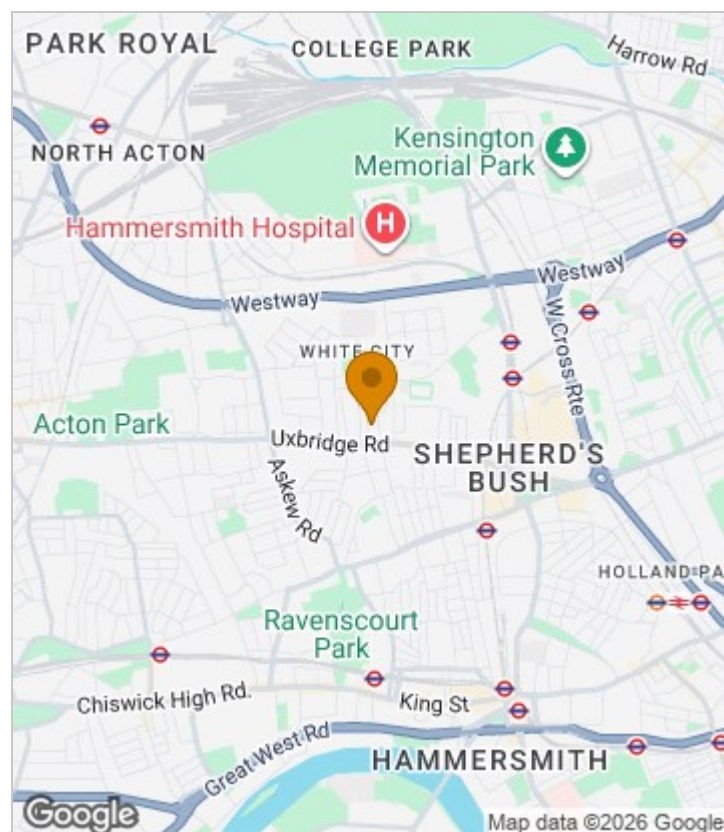 PARK ROYAL
COLLEGE PARK
Harrow Rd
NORTH ACTON
Kensington
Memorial Park
Hammersmith Hospital
H
Westway
Westway
W Cross Rte
WHITE CITY
Acton Park
Uxbridge Rd
SHEPHERD'S
BUSH
Askew Rd
HOLLAND PA
Ravenscourt
Park
Chiswick High Rd.
King St
Great West Rd
HAMMERSMITH
Google
Map data ©2026 Google